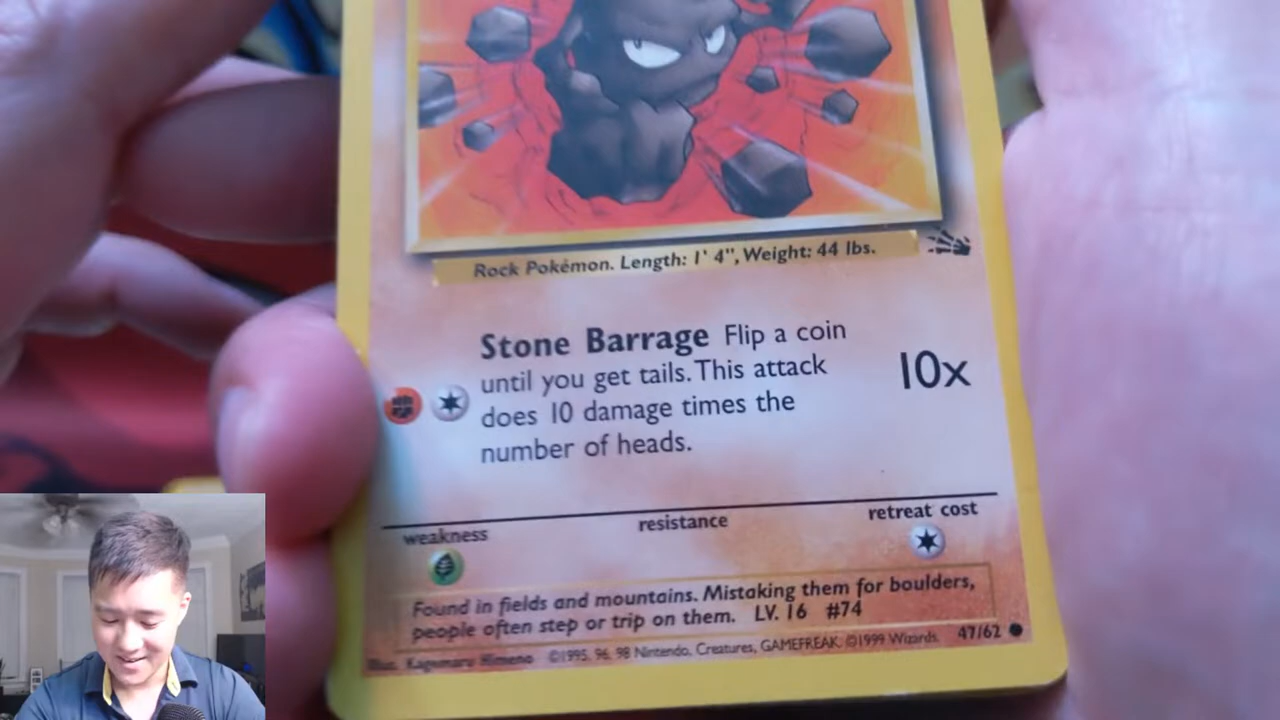 Rock Pokémon. Length: 1' 4", Weight: 44 lbs.
Stone Barrage Flip a coin
until you get tails. This attack
does 10 damage times the
number of heads.
10x
weakness
resistance
retreat cost
Found in fields and mountains. Mistaking them for boulders,
people often step or trip on them. LV. 16 #74
Illus. Kagemaru Himeno ©1995, 96, 98 Nintendo, Creatures, GAMEFREAK. ©1999 Wizards. 47/62